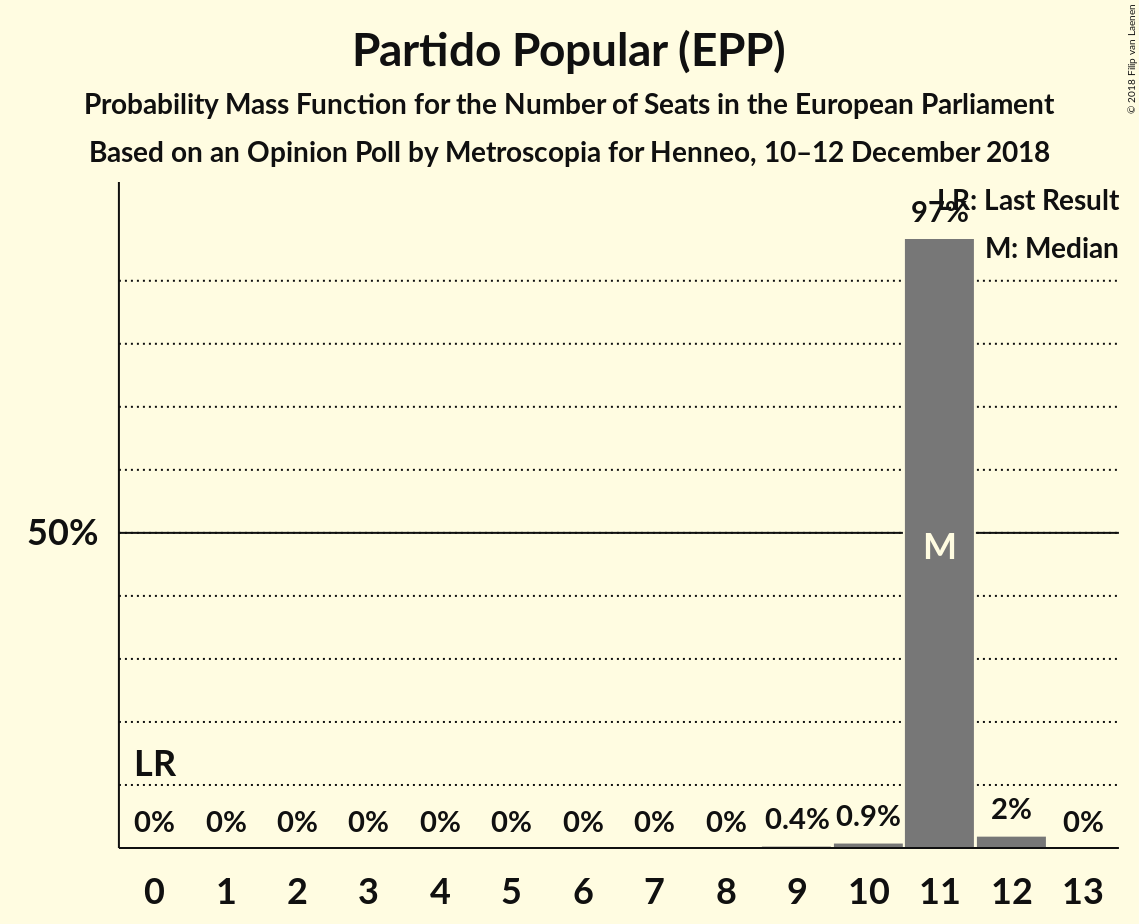 Partido Popular (EPP)
Probability Mass Function for the Number of Seats in the European Parliament
Based on an Opinion Poll by Metroscopia for Henneo, 10–12 December 2018
© 2018 Filip van Laenen
LR: Last Result
97%
M: Median
50%
M
LR
0% 0% 0% 0% 0% 0% 0% 0% 0% 0.4% 0.9% 2% 0%
0 1 2 3 4 5 6 7 8 9 10 11 12 13